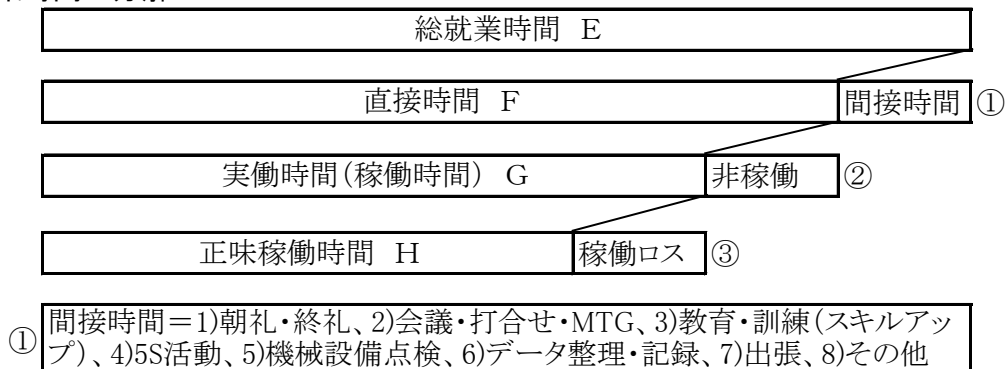 総就業時間 E
直接時間 F 間接時間 ①
実働時間(稼働時間) G 非稼働 ②
正味稼働時間 H 稼働ロス ③
① 間接時間=1)朝礼・終礼、2)会議・打合せ・MTG、3)教育・訓練(スキルアッ
プ)、4)5S活動、5)機械設備点検、6)データ整理・記録、7)出張、8)その他